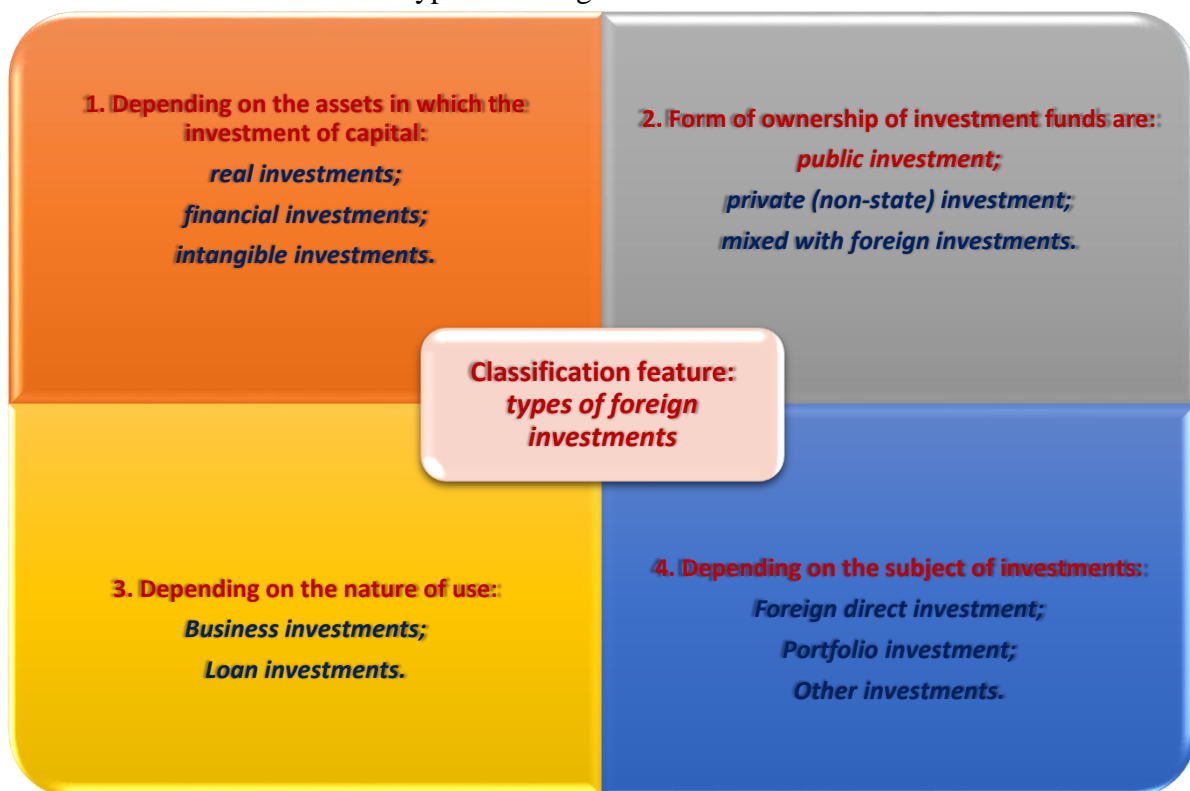 1. Depending on the assets in which the
investment of capital:
real investments;
financial investments;
intangible investments.
2. Form of ownership of investment funds are:
public investment;
private (non-state) investment;
mixed with foreign investments.
Classification feature:
types of foreign
investments
3. Depending on the nature of use:
Business investments;
Loan investments.
4. Depending on the subject of investments:
Foreign direct investment;
Portfolio investment;
Other investments.